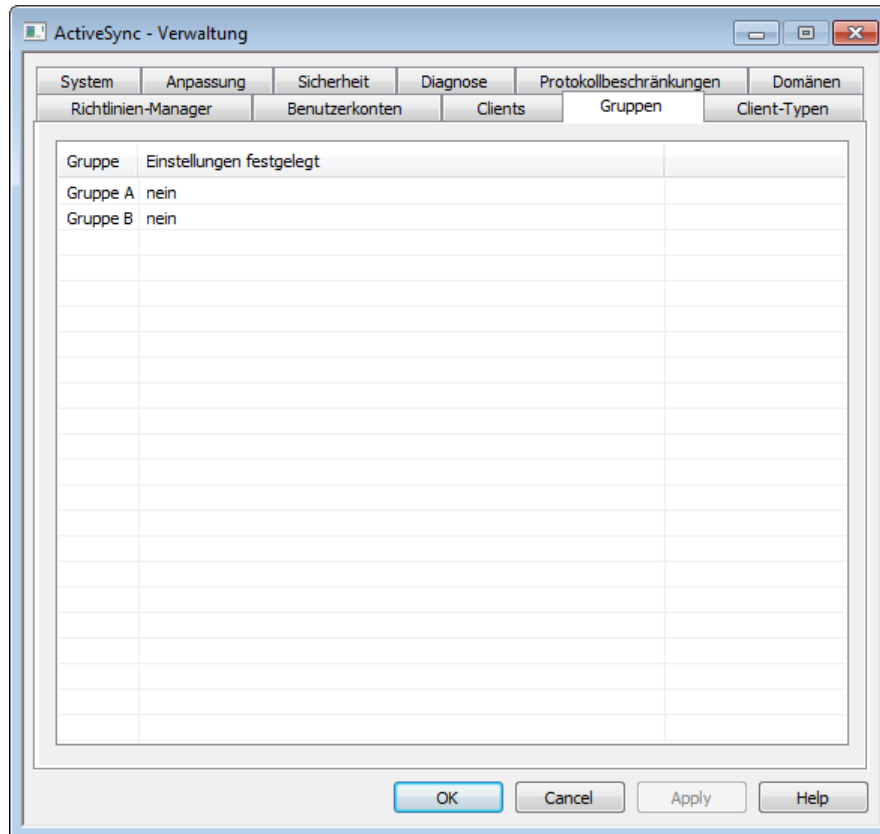 ActiveSync - Verwaltung
System Anpassung Sicherheit Diagnose Protokollbeschränkungen Domänen
Richtlinien-Manager Benutzerkonten Clients Gruppen Client-Typen
Gruppe Einstellungen festgelegt
Gruppe A nein
Gruppe B nein
OK Cancel Apply Help